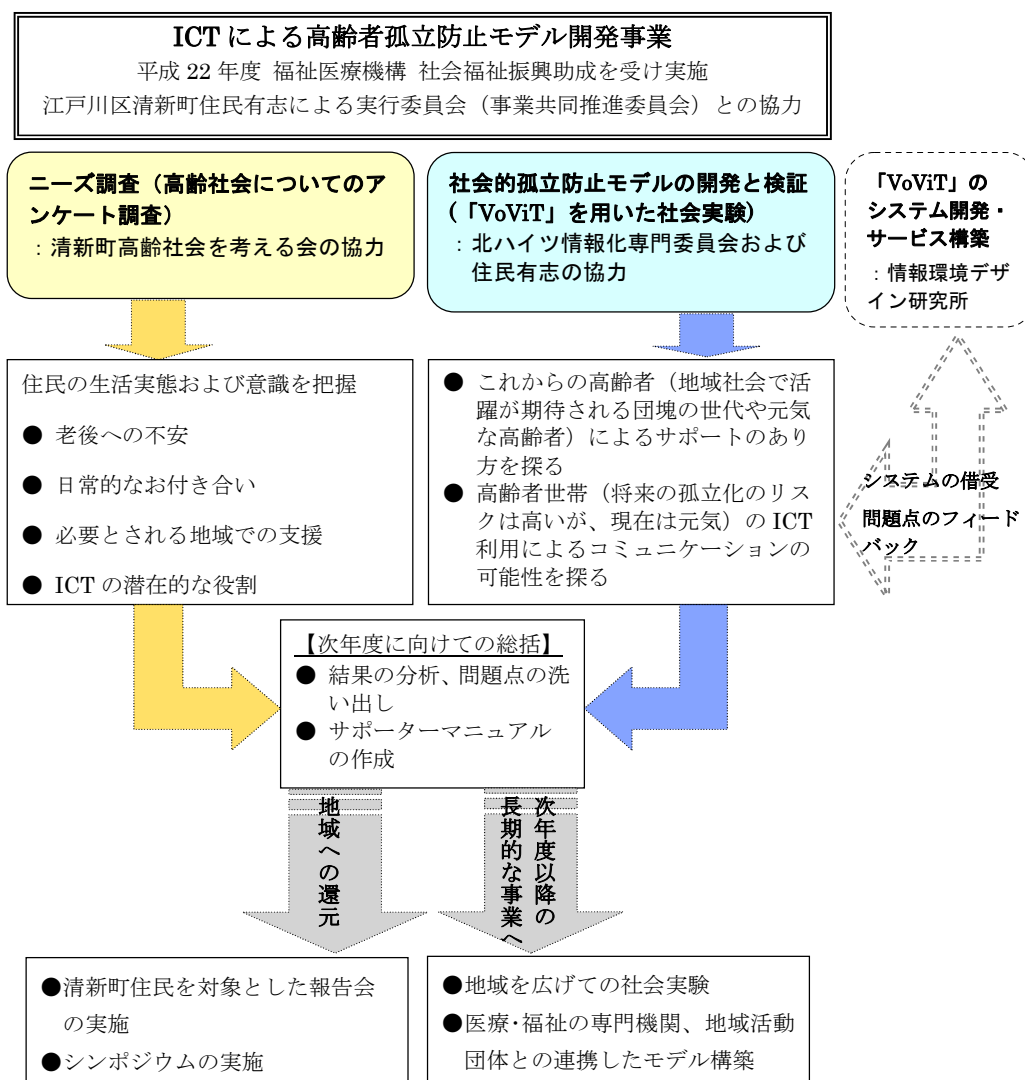 ICT による高齢者孤立防止モデル開発事業
平成 22 年度 福祉医療機構 社会福祉振興助成を受け実施
江戸川区清新町住民有志による実行委員会（事業共同推進委員会）との協力
ニーズ調査（高齢社会についてのア
ンケート調査）
：清新町高齢社会を考える会の協力
社会的孤立防止モデルの開発と検証
(「VoViT」を用いた社会実験)
：北ハイツ情報化専門委員会および
住民有志の協力
「VoViT」の
システム開発・
サービス構築
：情報環境デザ
イン研究所
住民の生活実態および意識を把握
● 老後への不安
● 日常的なお付き合い
● 必要とされる地域での支援
● ICT の潜在的な役割
● これからの高齢者（地域社会で活
躍が期待される団塊の世代や元気
な高齢者）によるサポートのあり
方を探る
● 高齢者世帯（将来の孤立化のリス
クは高いが、現在は元気）の ICT
利用によるコミュニケーションの
可能性を探る
システムの借受
問題点のフィード
バック
【次年度に向けての総括】
● 結果の分析、問題点の洗
い出し
● サポーターマニュアル
の作成
地域への還元
次年度以降の
長期的な事業へ
●清新町住民を対象とした報告会
の実施
●シンポジウムの実施
●地域を広げての社会実験
●医療・福祉の専門機関、地域活動
団体との連携したモデル構築